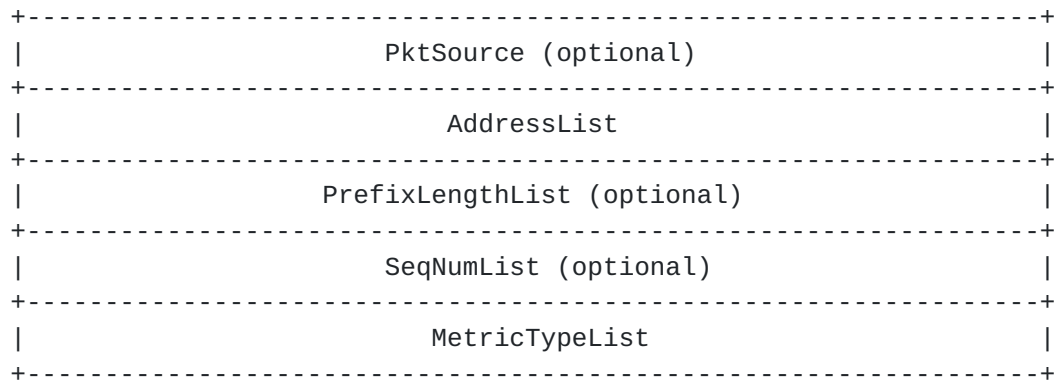 +-----------------------------------------------------------------+
|                       PktSource (optional)                      |
+-----------------------------------------------------------------+
|                           AddressList                           |
+-----------------------------------------------------------------+
|                   PrefixLengthList (optional)                   |
+-----------------------------------------------------------------+
|                       SeqNumList (optional)                     |
+-----------------------------------------------------------------+
|                          MetricTypeList                         |
+-----------------------------------------------------------------+